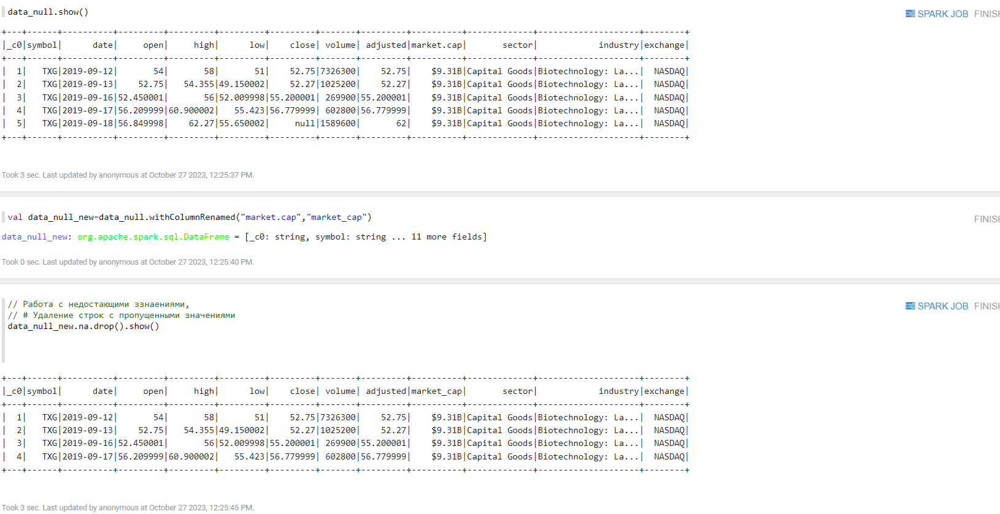 data_null.show()
SPARK JOB FINISH
+---+------+----------+---------+---------+---------+---------+-------+---------+----------+-------------+--------------------+--------+
|_c0|symbol|      date|     open|     high|      low|    close| volume| adjusted|market.cap|       sector|            industry|exchange|
+---+------+----------+---------+---------+---------+---------+-------+---------+----------+-------------+--------------------+--------+
|  1|   TXG|2019-09-12|       54|       58|       51|    52.75|7326300|    52.75|    $9.31B|Capital Goods|Biotechnology: La...|  NASDAQ|
|  2|   TXG|2019-09-13|    52.75|   54.355|49.150002|    52.27|1025200|    52.27|    $9.31B|Capital Goods|Biotechnology: La...|  NASDAQ|
|  3|   TXG|2019-09-16|52.450001|       56|52.009998|55.200001| 269900|55.200001|    $9.31B|Capital Goods|Biotechnology: La...|  NASDAQ|
|  4|   TXG|2019-09-17|56.209999|60.900002|   55.423|56.779999| 602800|56.779999|    $9.31B|Capital Goods|Biotechnology: La...|  NASDAQ|
|  5|   TXG|2019-09-18|56.849998|    62.27|55.650002|     null|1589600|       62|    $9.31B|Capital Goods|Biotechnology: La...|  NASDAQ|
+---+------+----------+---------+---------+---------+---------+-------+---------+----------+-------------+--------------------+--------+
Took 3 sec. Last updated by anonymous at October 27 2023, 12:25:37 PM.
val data_null_new=data_null.withColumnRenamed("market.cap","market_cap")
FINISH
data_null_new: org.apache.spark.sql.DataFrame = [_c0: string, symbol: string ... 11 more fields]
Took 0 sec. Last updated by anonymous at October 27 2023, 12:25:40 PM.
// Работа с недостающими ззнаениями,
SPARK JOB FINISH
// # Удаление строк с пропущенными значениями
data_null_new.na.drop().show()
+---+------+----------+---------+---------+---------+---------+-------+---------+----------+-------------+--------------------+--------+
|_c0|symbol|      date|     open|     high|      low|    close| volume| adjusted|market_cap|       sector|            industry|exchange|
+---+------+----------+---------+---------+---------+---------+-------+---------+----------+-------------+--------------------+--------+
|  1|   TXG|2019-09-12|       54|       58|       51|    52.75|7326300|    52.75|    $9.31B|Capital Goods|Biotechnology: La...|  NASDAQ|
|  2|   TXG|2019-09-13|    52.75|   54.355|49.150002|    52.27|1025200|    52.27|    $9.31B|Capital Goods|Biotechnology: La...|  NASDAQ|
|  3|   TXG|2019-09-16|52.450001|       56|52.009998|55.200001| 269900|55.200001|    $9.31B|Capital Goods|Biotechnology: La...|  NASDAQ|
|  4|   TXG|2019-09-17|56.209999|60.900002|   55.423|56.779999| 602800|56.779999|    $9.31B|Capital Goods|Biotechnology: La...|  NASDAQ|
+---+------+----------+---------+---------+---------+---------+-------+---------+----------+-------------+--------------------+--------+
Took 3 sec. Last updated by anonymous at October 27 2023, 12:25:45 PM.